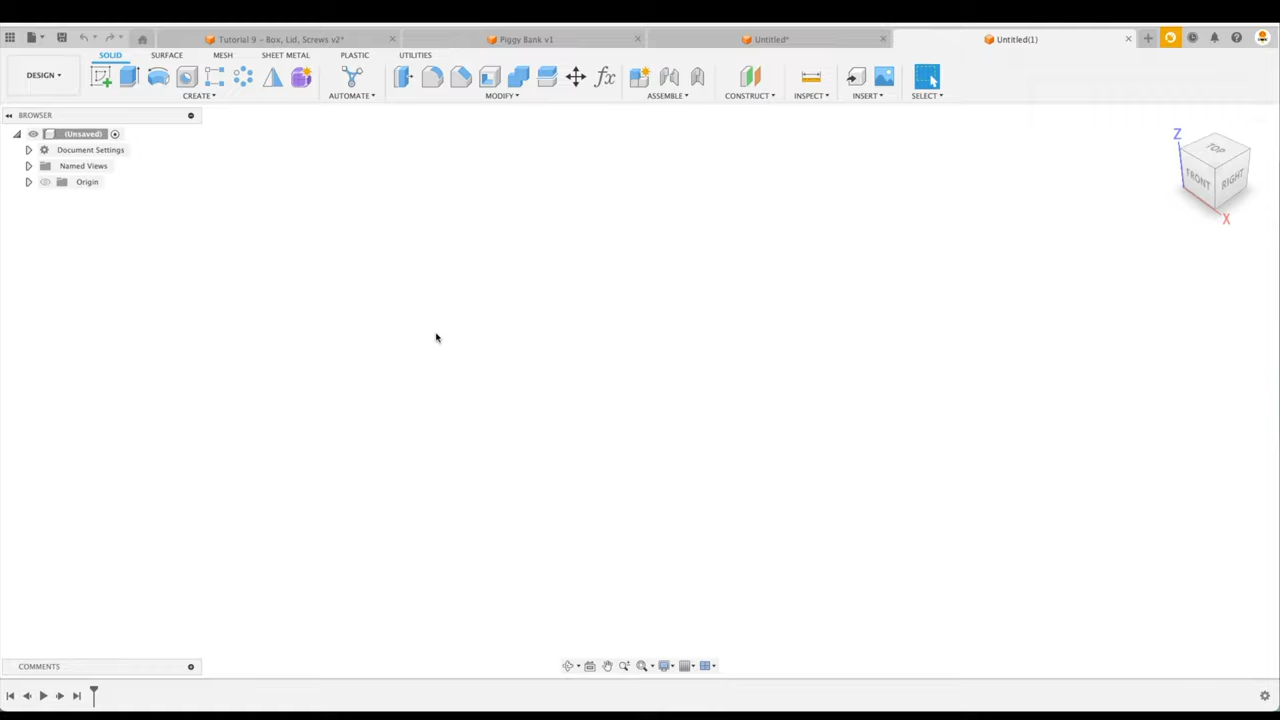 Tutorial 9 – Box, Lid, Screws v2*
Piggy Bank v1
Untitled*
Untitled(1)
SOLID
SURFACE
MESH
SHEET METAL
PLASTIC
UTILITIES
DESIGN
CREATE
AUTOMATE
MODIFY
ASSEMBLE
CONSTRUCT
INSPECT
INSERT
SELECT
fx
BROWSER
(Unsaved)
Document Settings
Named Views
Origin
Z
TOP
FRONT
RIGHT
X
COMMENTS